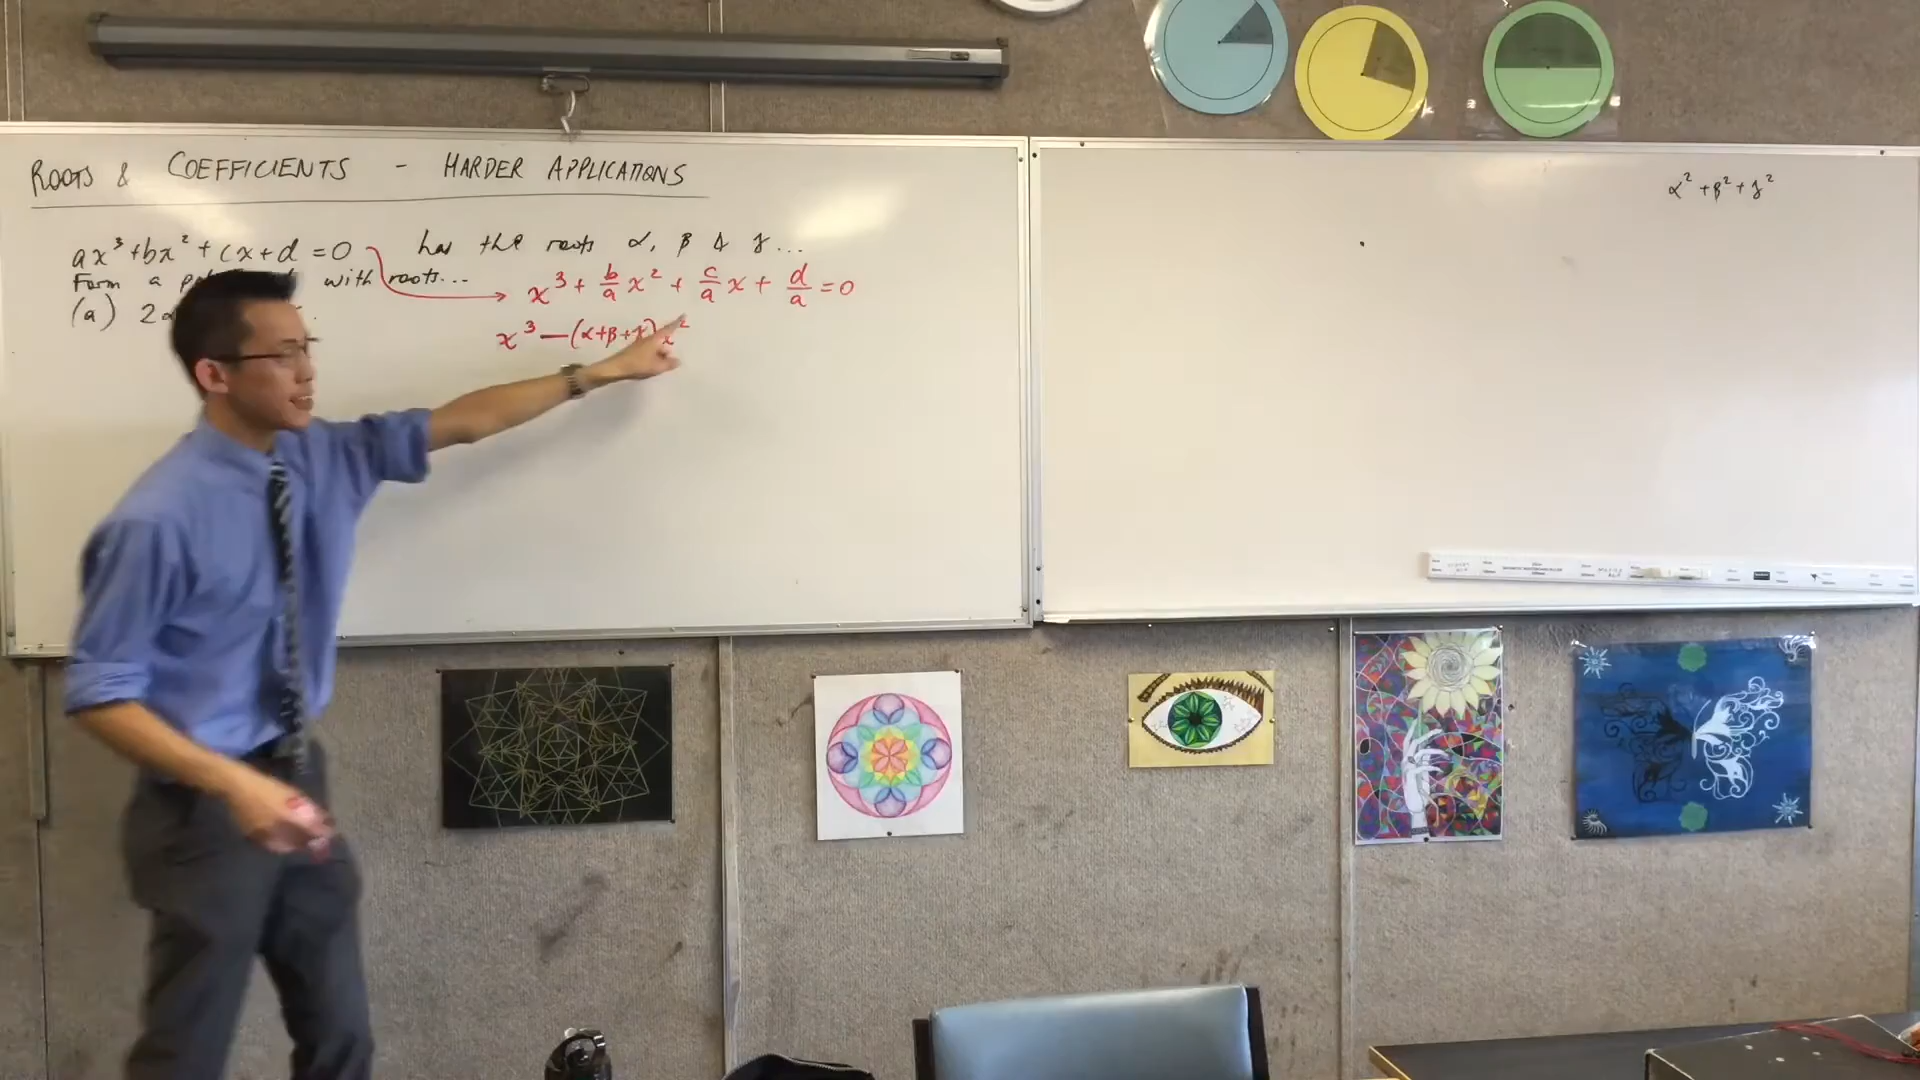 ROOTS & COEFFICIENTS - HARDER APPLICATIONS
ax³+bx²+cx+d=0 has the roots α, β & γ...
Form a with roots...
x³ + b/a x² + c/a x + d/a = 0
(a) 2α
x³ — (α+β+γ)x²
α²+β²+γ²